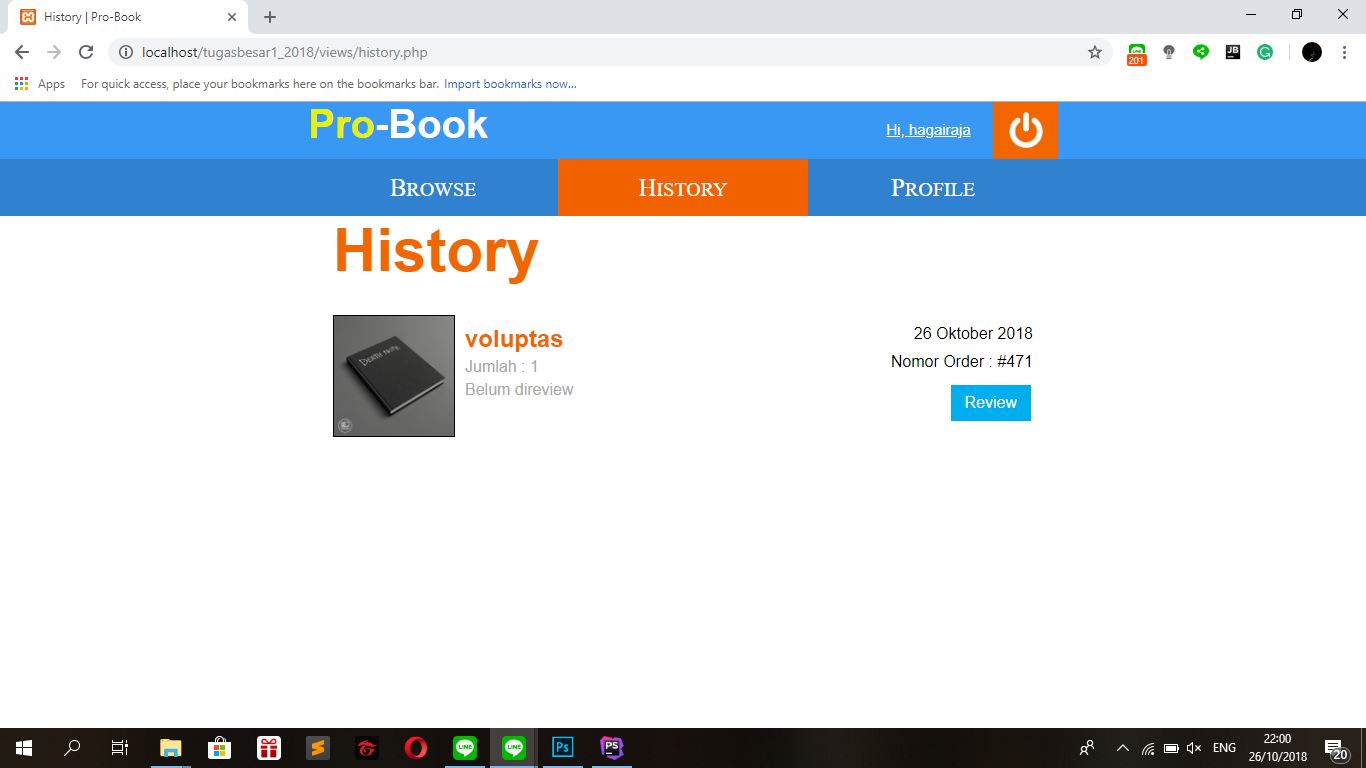 History | Pro-Book
localhost/tugasbesar1_2018/views/history.php
201
JB
Apps For quick access, place your bookmarks here on the bookmarks bar. Import bookmarks now...
Pro-Book
Hi, hagairaja
Browse History Profile
History
DEATH NOTE
voluptas
Jumlah : 1
Belum direview
26 Oktober 2018
Nomor Order : #471
Review
LINE
LINE
Ps
PS
ENG
22:00
26/10/2018
20